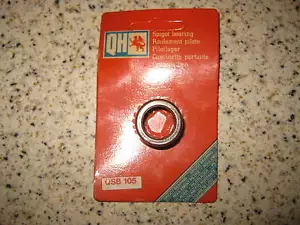 QH
Spigot bearing
Roulement pilote
Pilotlager
Cuscinetto portante
QSB 105